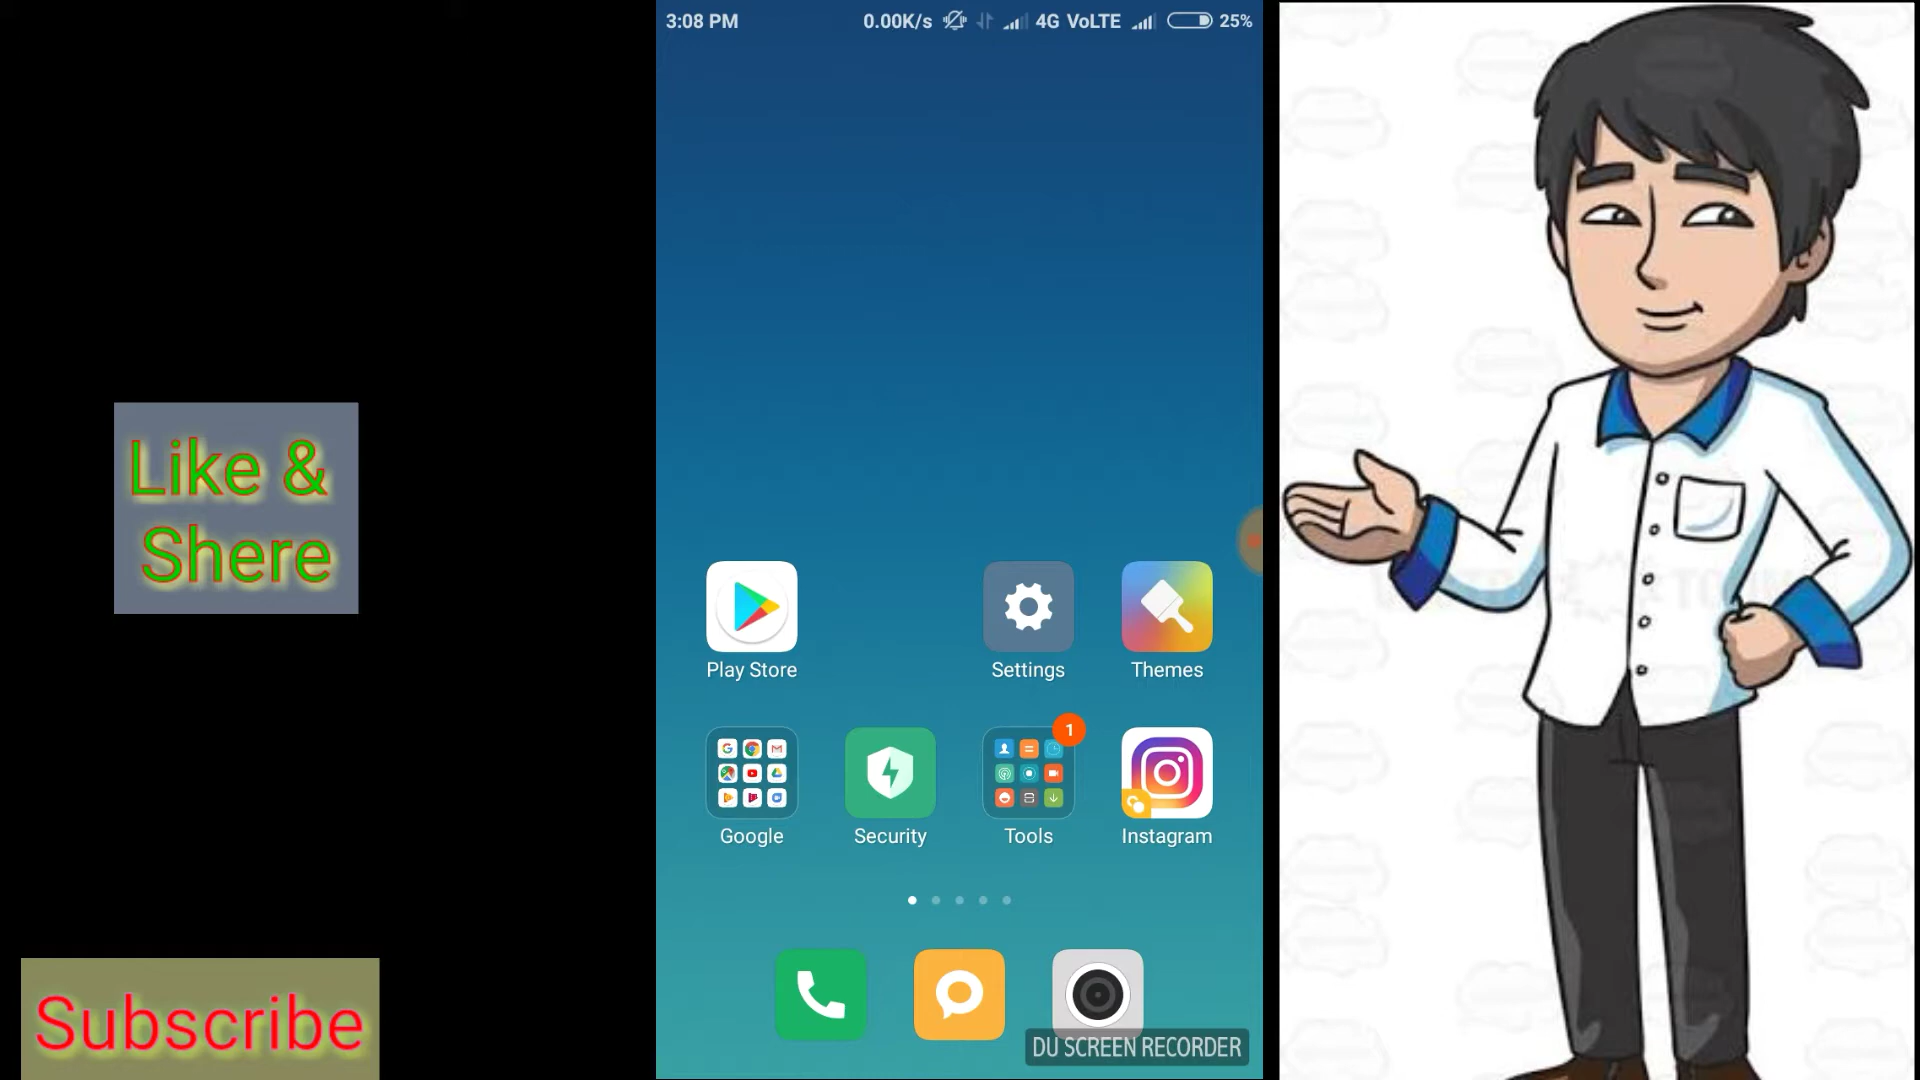 3:08 PM
0.00K/s 4G VoLTE 25%
Like &
Shere
Play Store
Settings
Themes
1
Google
Security
Tools
Instagram
DU SCREEN RECORDER
Subscribe